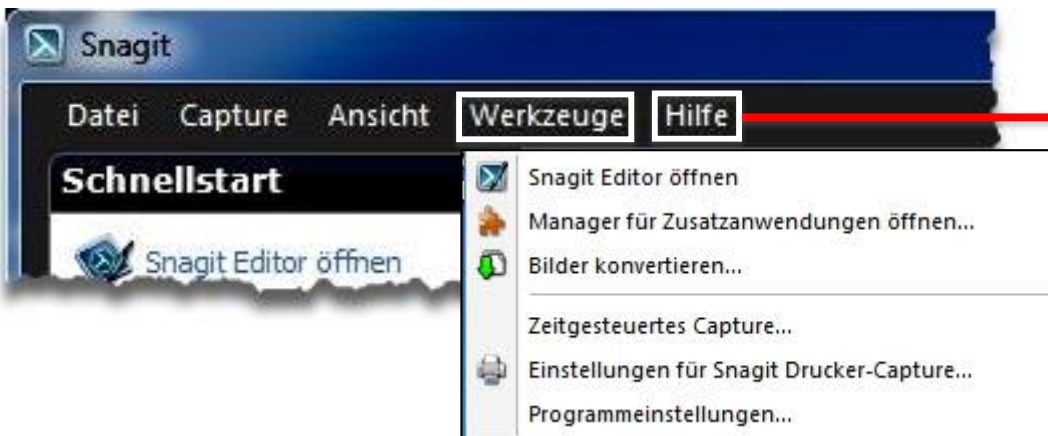 Snagit
Datei Capture Ansicht Werkzeuge Hilfe
Schnellstart
Snagit Editor öffnen
Snagit Editor öffnen
Manager für Zusatzanwendungen öffnen...
Bilder konvertieren...
Zeitgesteuertes Capture...
Einstellungen für Snagit Drucker-Capture...
Programmeinstellungen...